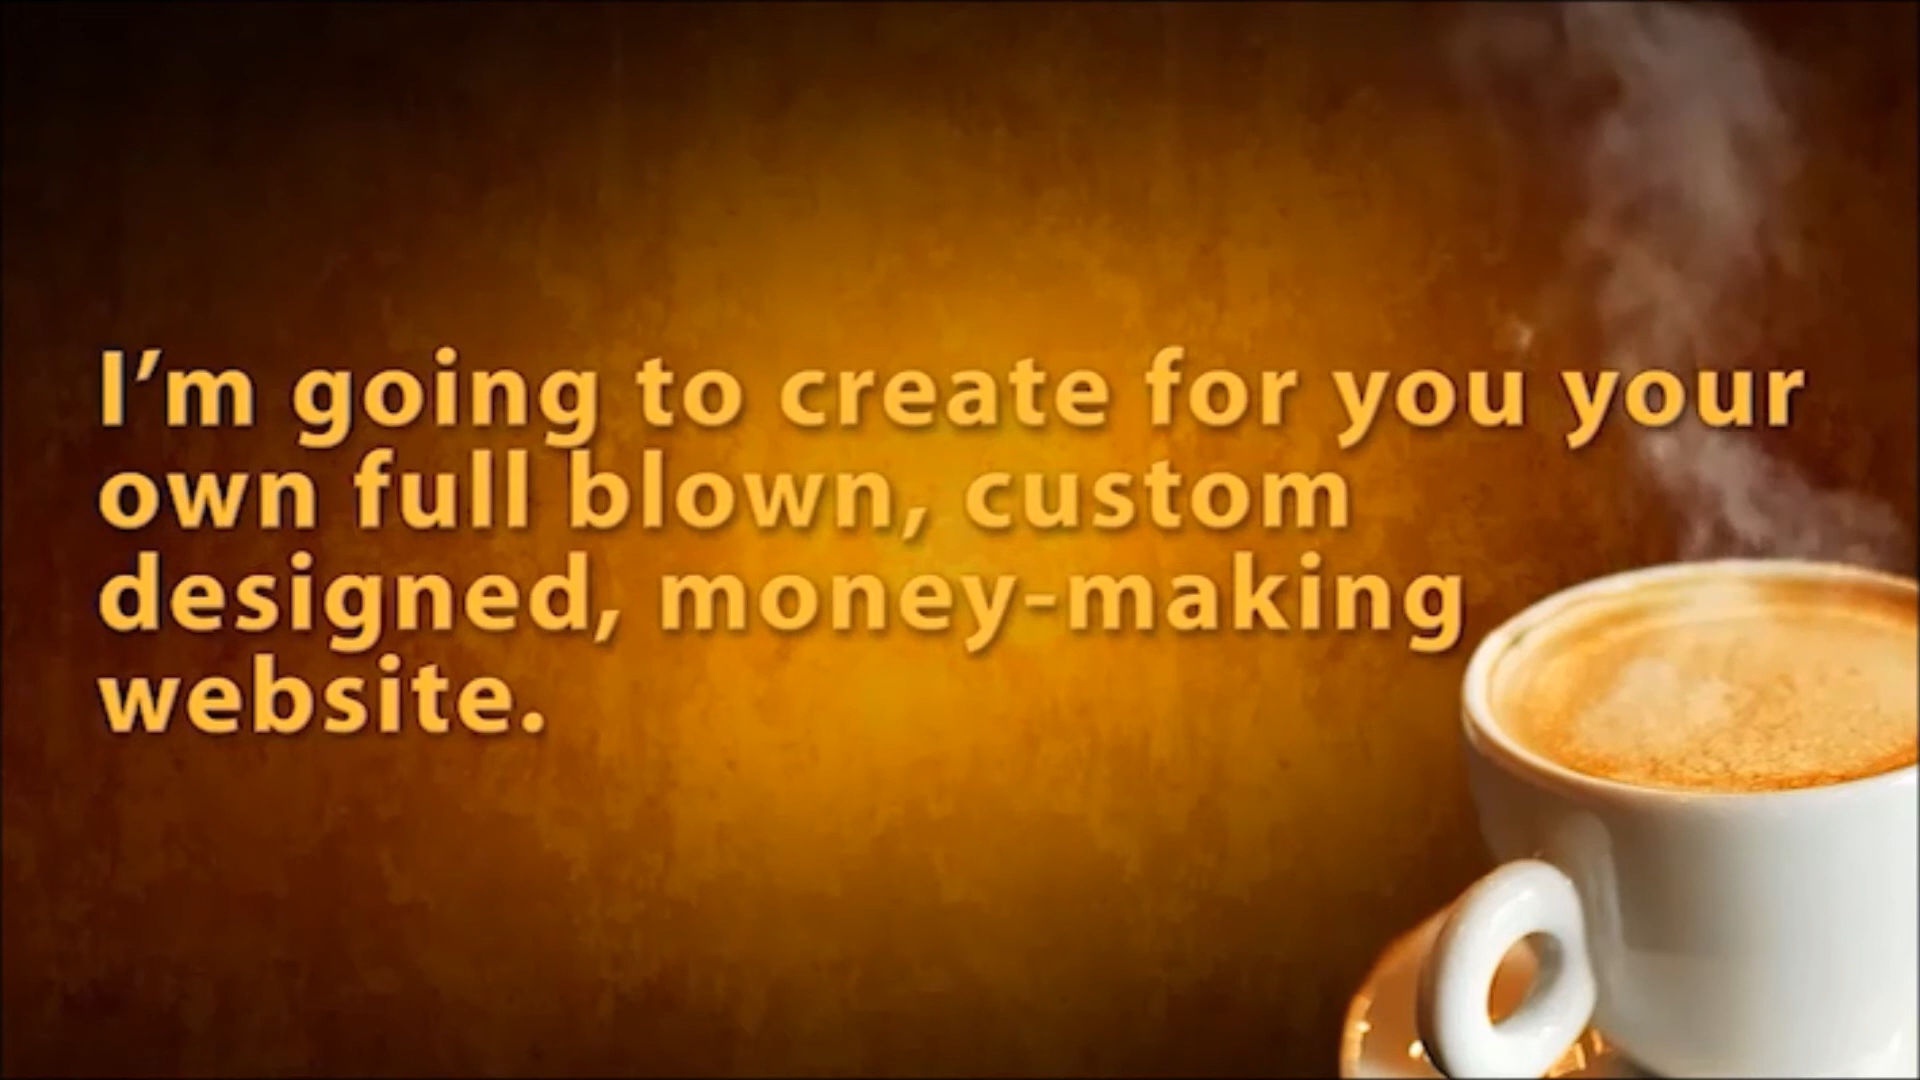 I’m going to create for you your
own full blown, custom
designed, money-making
website.